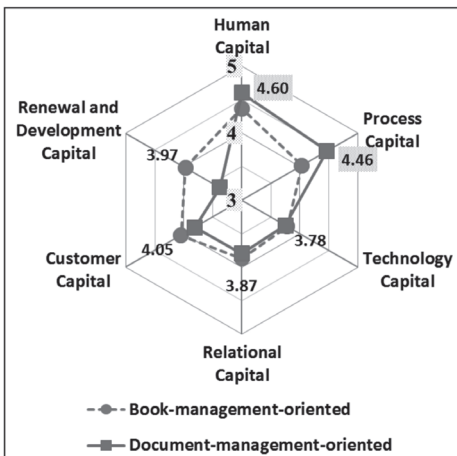 Human
Capital
5
4.60
Renewal and
Development
Capital
Process
Capital
4
3.97
4.46
3
4.05
3.78
Customer
Capital
Technology
Capital
3.87
Relational
Capital
Book-management-oriented
Document-management-oriented